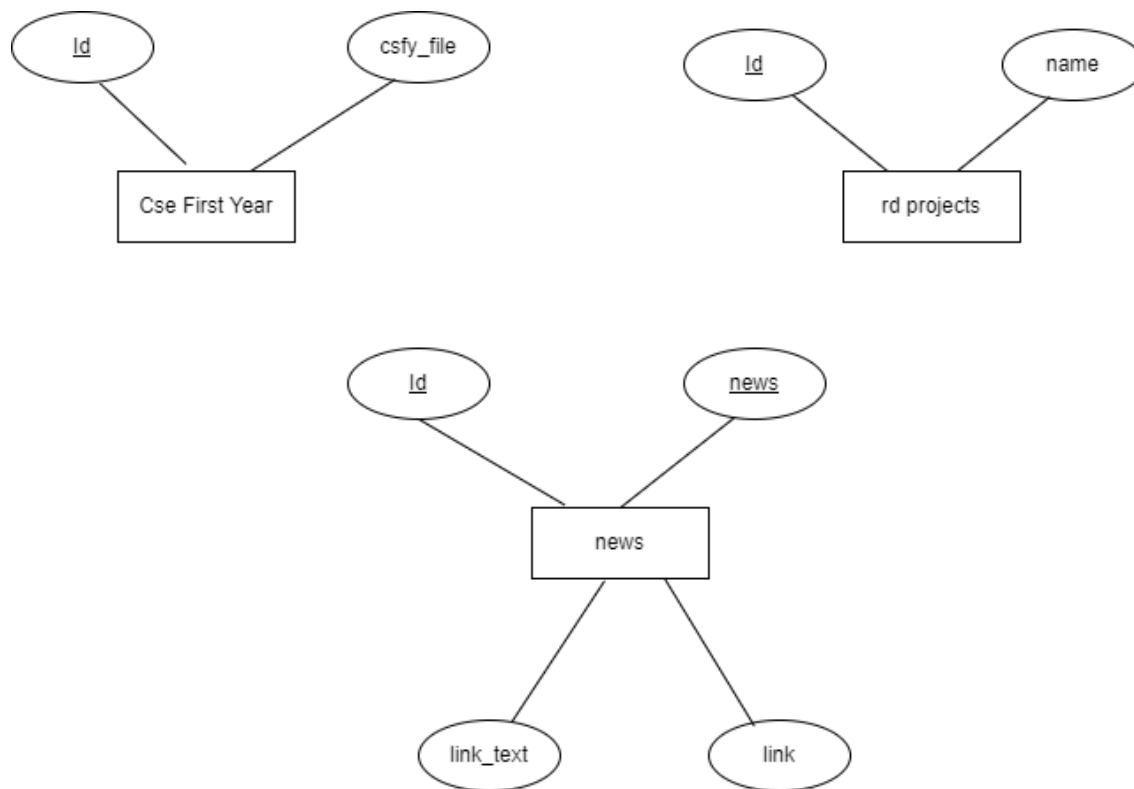 Id
csfy_file
Id
name
Cse First Year
rd projects
Id
news
news
link_text
link